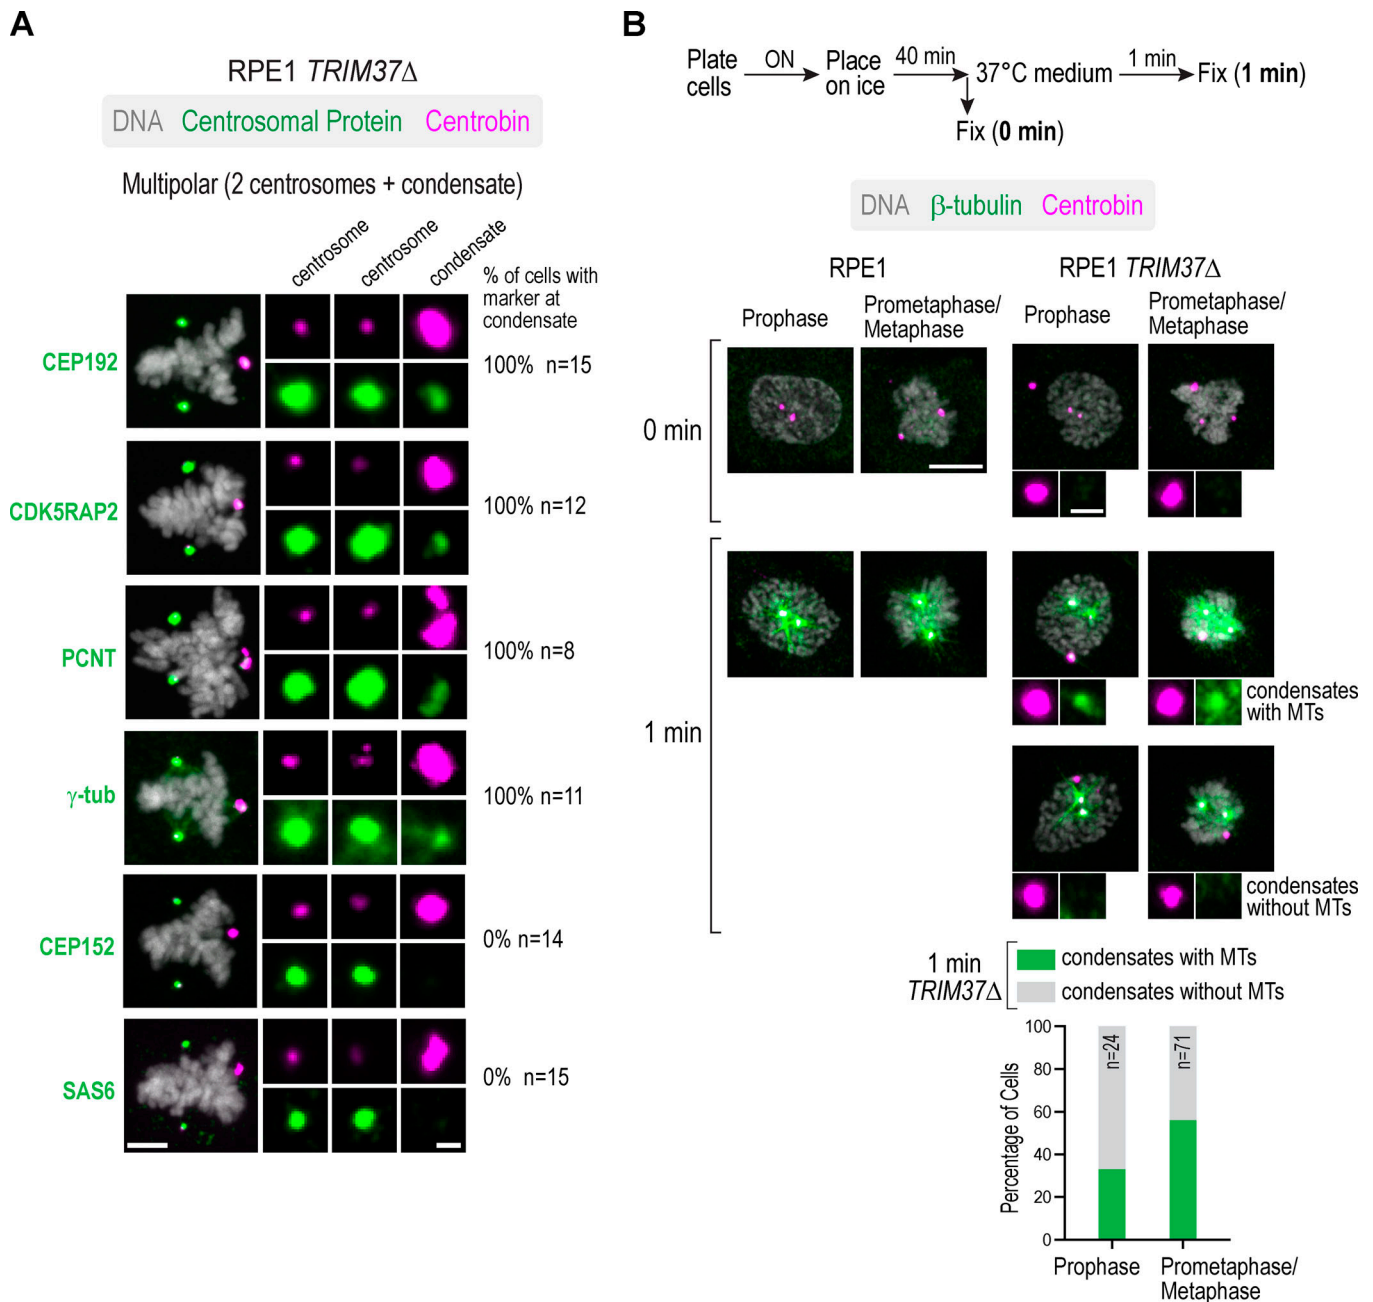 A
RPE1 TRIM37Δ
DNA Centrosomal Protein Centrobin
Multipolar (2 centrosomes + condensate)
centrosome
centrosome
condensate
% of cells with
marker at
condensate
CEP192
100% n=15
CDK5RAP2
100% n=12
PCNT
100% n=8
γ-tub
100% n=11
CEP152
0% n=14
SAS6
0% n=15
B
Plate
cells
ON
Place
on ice
40 min
37°C medium
1 min
Fix (1 min)
Fix (0 min)
DNA β-tubulin Centrobin
RPE1
RPE1 TRIM37Δ
Prophase
Prometaphase/
Metaphase
Prophase
Prometaphase/
Metaphase
0 min
1 min
condensates
with MTs
condensates
without MTs
1 min
TRIM37Δ
condensates with MTs
condensates without MTs
Percentage of Cells
100
80
60
40
20
0
n=24
n=71
Prophase
Prometaphase/
Metaphase